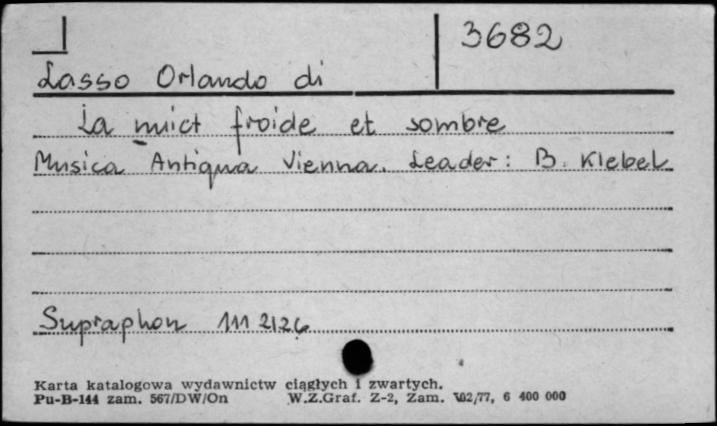 3682
Lasso Orlando di
La nuict froide et sombre
Musica Antiqua Vienna. Leader: B. Klebel
Supraphon 111 2126
Karta katalogowa wydawnictw ciągłych i zwartych.
Pu-B-144 zam. 567/DW/On W.Z.Graf. Z-2, Zam. 102/77, 6 400 000